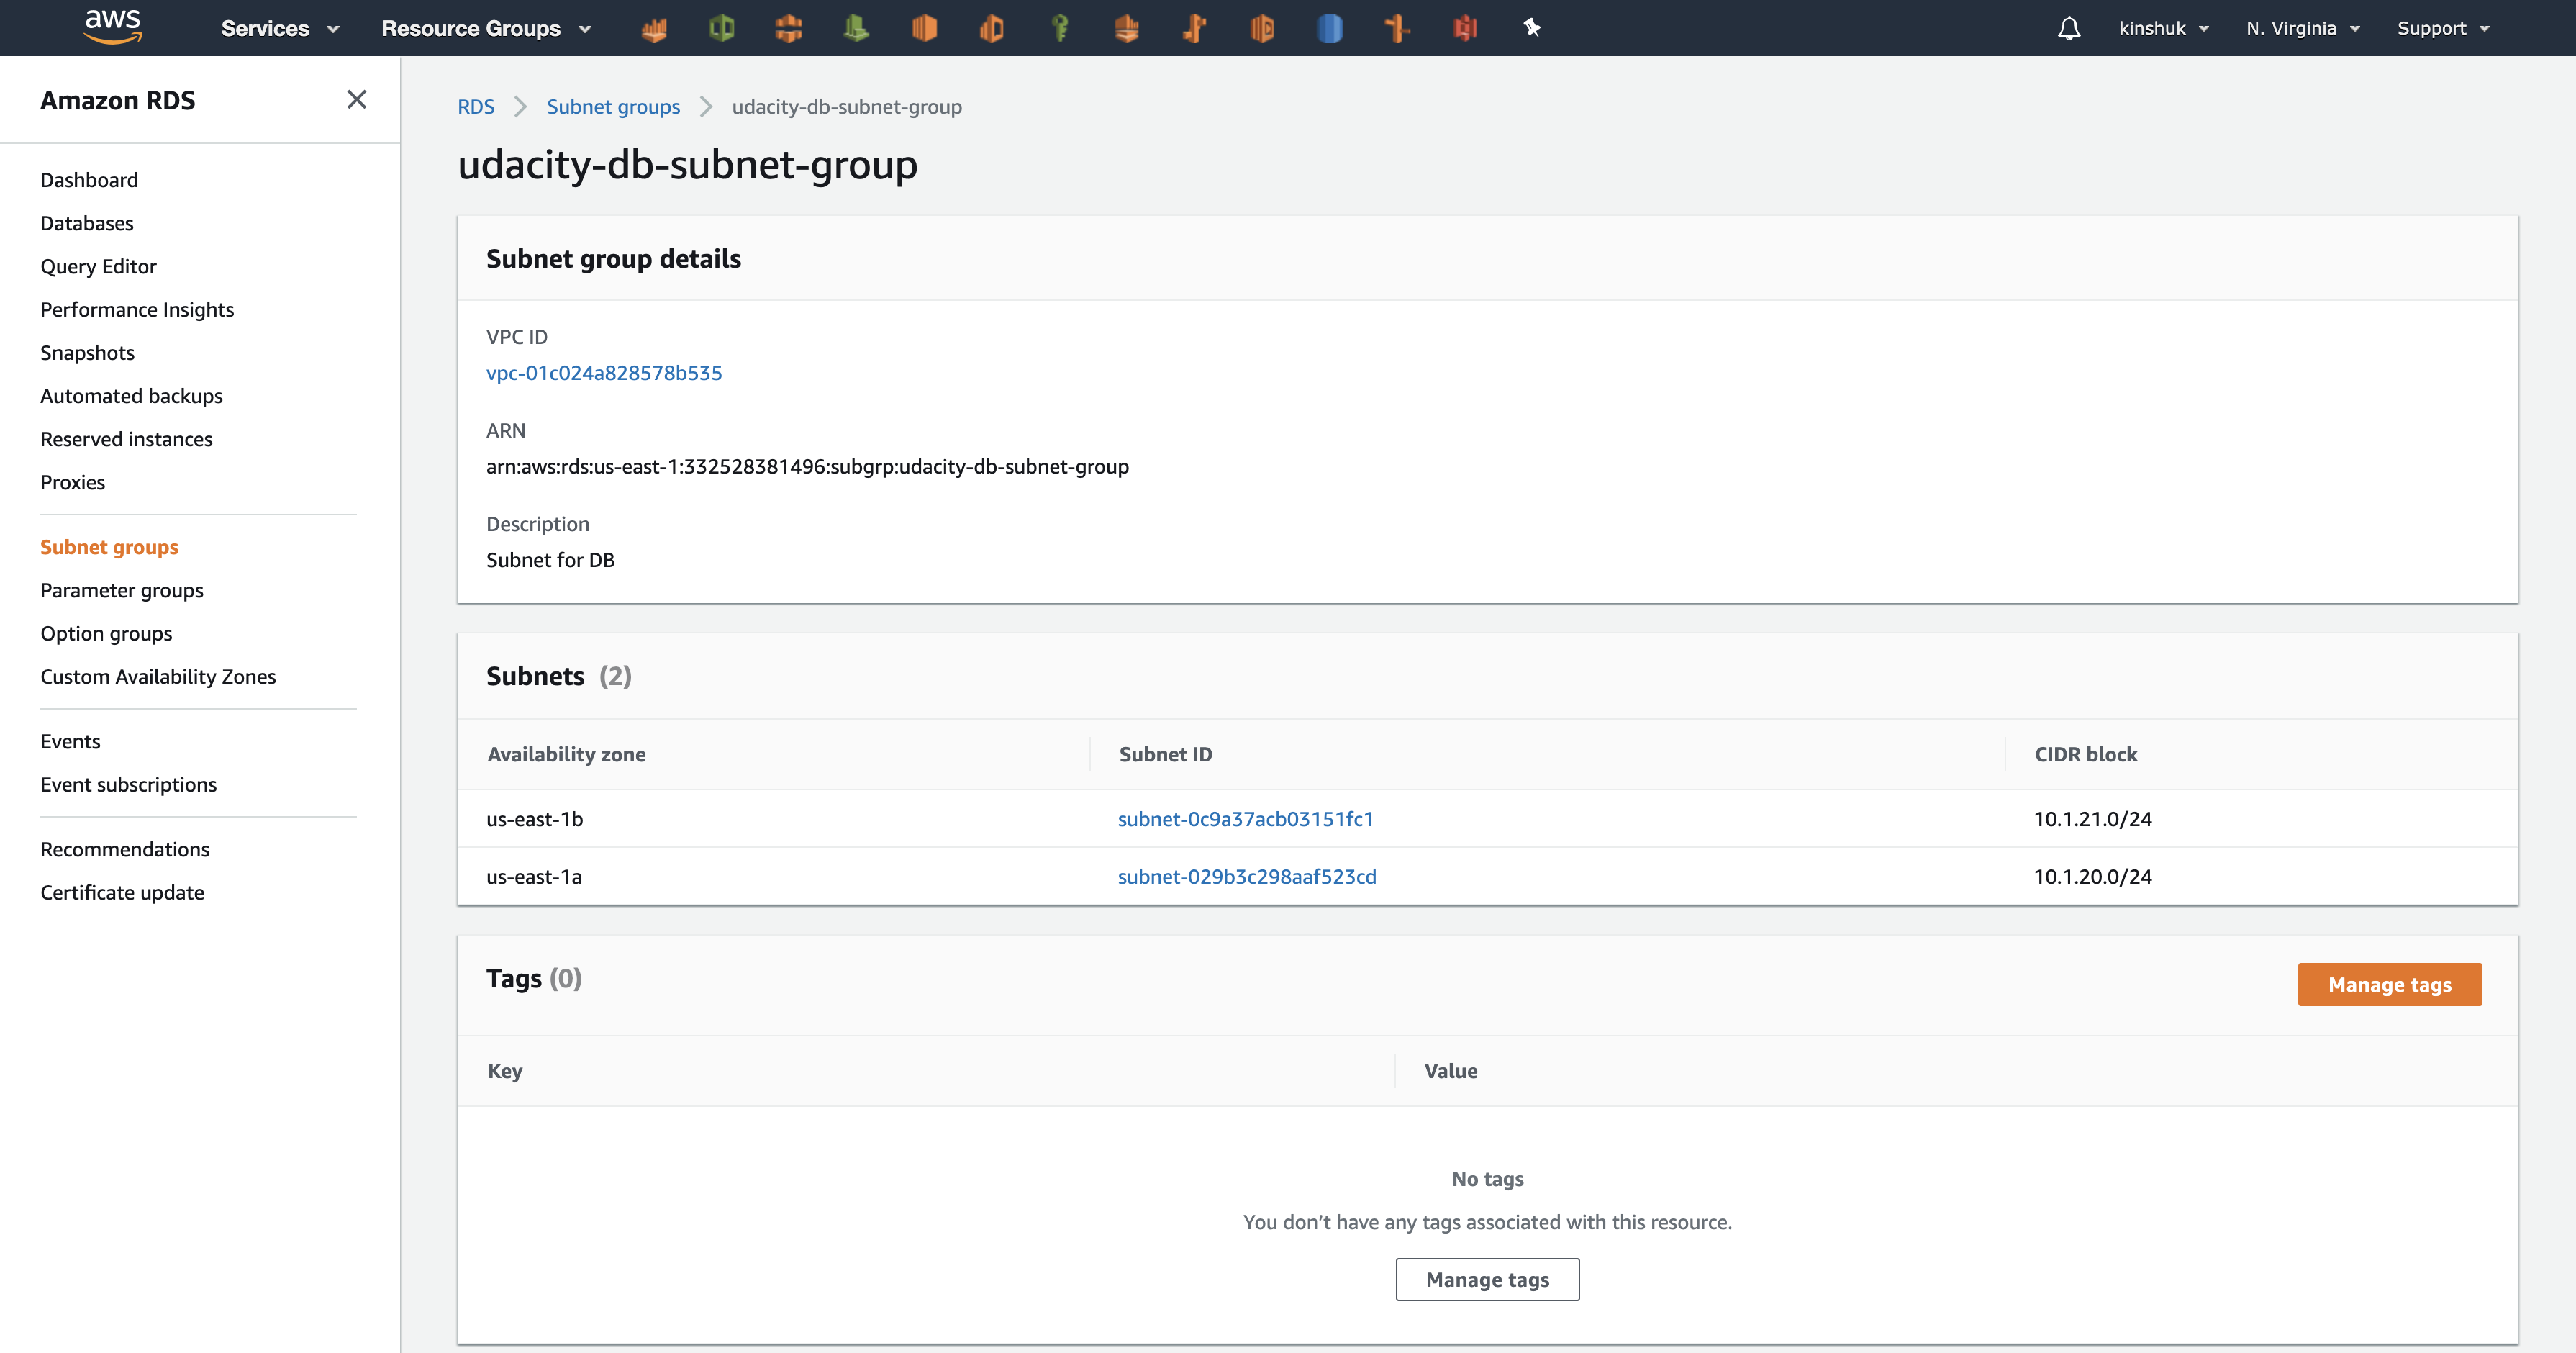 aws Services Resource Groups kinshuk N. Virginia Support
Amazon RDS
Dashboard
Databases
Query Editor
Performance Insights
Snapshots
Automated backups
Reserved instances
Proxies
Subnet groups
Parameter groups
Option groups
Custom Availability Zones
Events
Event subscriptions
Recommendations
Certificate update
RDS Subnet groups udacity-db-subnet-group
udacity-db-subnet-group
Subnet group details
VPC ID
vpc-01c024a828578b535
ARN
arn:aws:rds:us-east-1:332528381496:subgrp:udacity-db-subnet-group
Description
Subnet for DB
Subnets (2)
Availability zone Subnet ID CIDR block
us-east-1b subnet-0c9a37acb03151fc1 10.1.21.0/24
us-east-1a subnet-029b3c298aaf523cd 10.1.20.0/24
Tags (0) Manage tags
Key Value
No tags
You don’t have any tags associated with this resource.
Manage tags